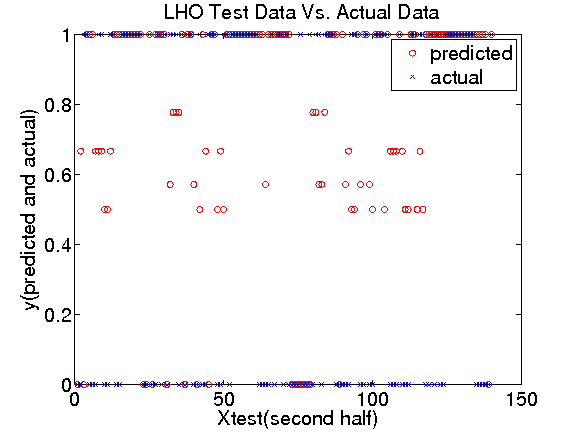 LHO Test Data Vs. Actual Data
predicted
actual
y(predicted and actual)
1
0.8
0.6
0.4
0.2
0
0
50
100
150
Xtest(second half)